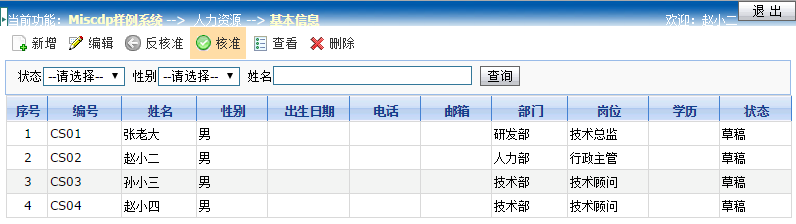 当前功能: Miscdp样例系统 --> 人力资源 --> 基本信息 欢迎: 赵小二 退 出
新增 编辑 反核准 核准 查看 删除
状态 --请选择-- 性别 --请选择-- 姓名 查询
序号 编号 姓名 性别 出生日期 电话 邮箱 部门 岗位 学历 状态
1 CS01 张老大 男 研发部 技术总监 草稿
2 CS02 赵小二 男 人力部 行政主管 草稿
3 CS03 孙小三 男 技术部 技术顾问 草稿
4 CS04 赵小四 男 技术部 技术顾问 草稿